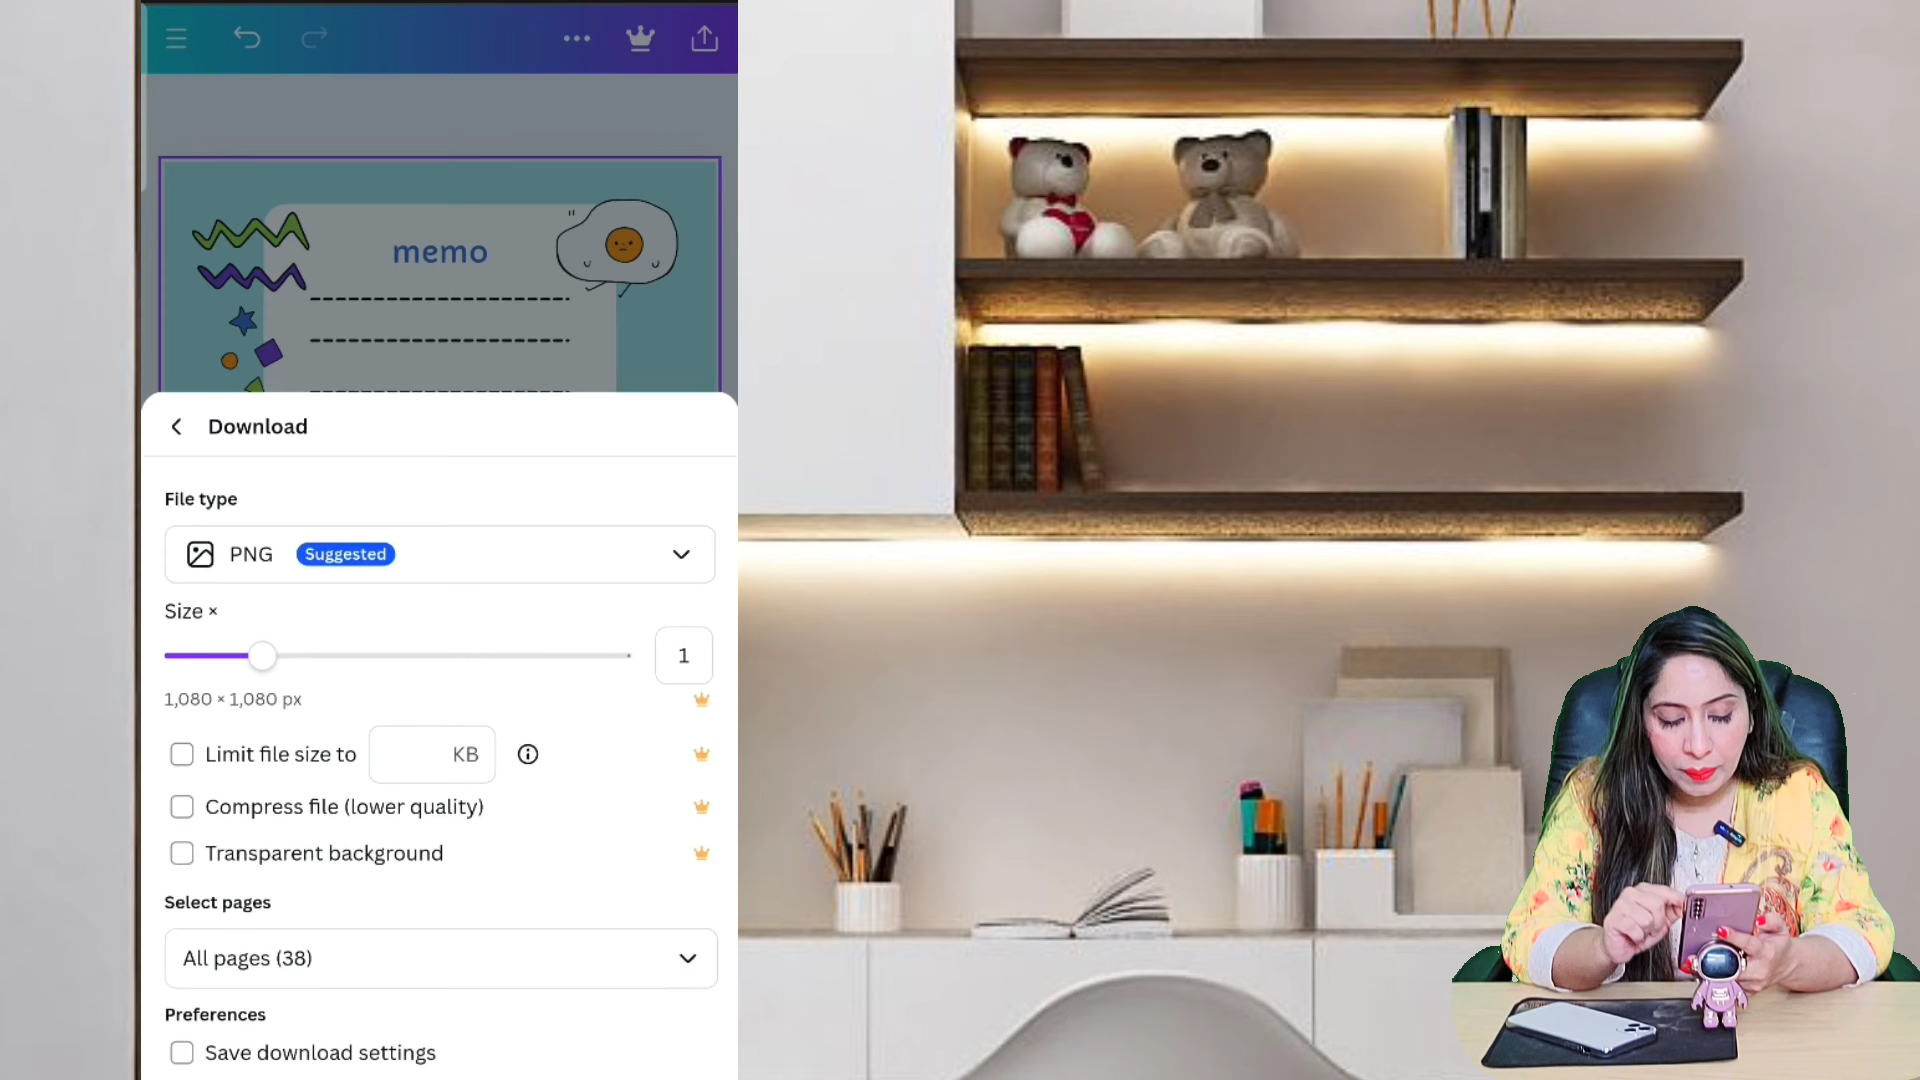 memo
Download
File type
PNG Suggested
Size ×
1
1,080 × 1,080 px
Limit file size to KB
Compress file (lower quality)
Transparent background
Select pages
All pages (38)
Preferences
Save download settings